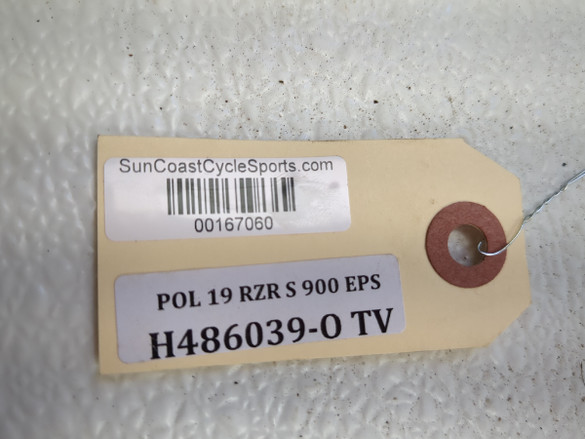 SunCoastCycleSports.com
00167060
POL 19 RZR S 900 EPS
H486039-O TV